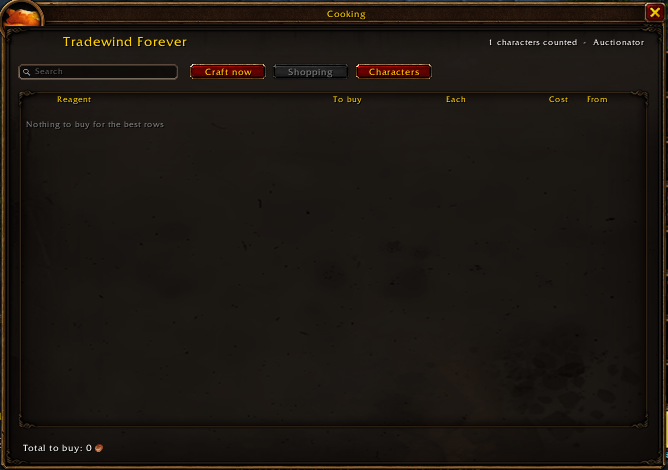 Cooking
Tradewind Forever
1 characters counted - Auctionator
Search
Craft now
Shopping
Characters
Reagent To buy Each Cost From
Nothing to buy for the best rows
Total to buy: 0